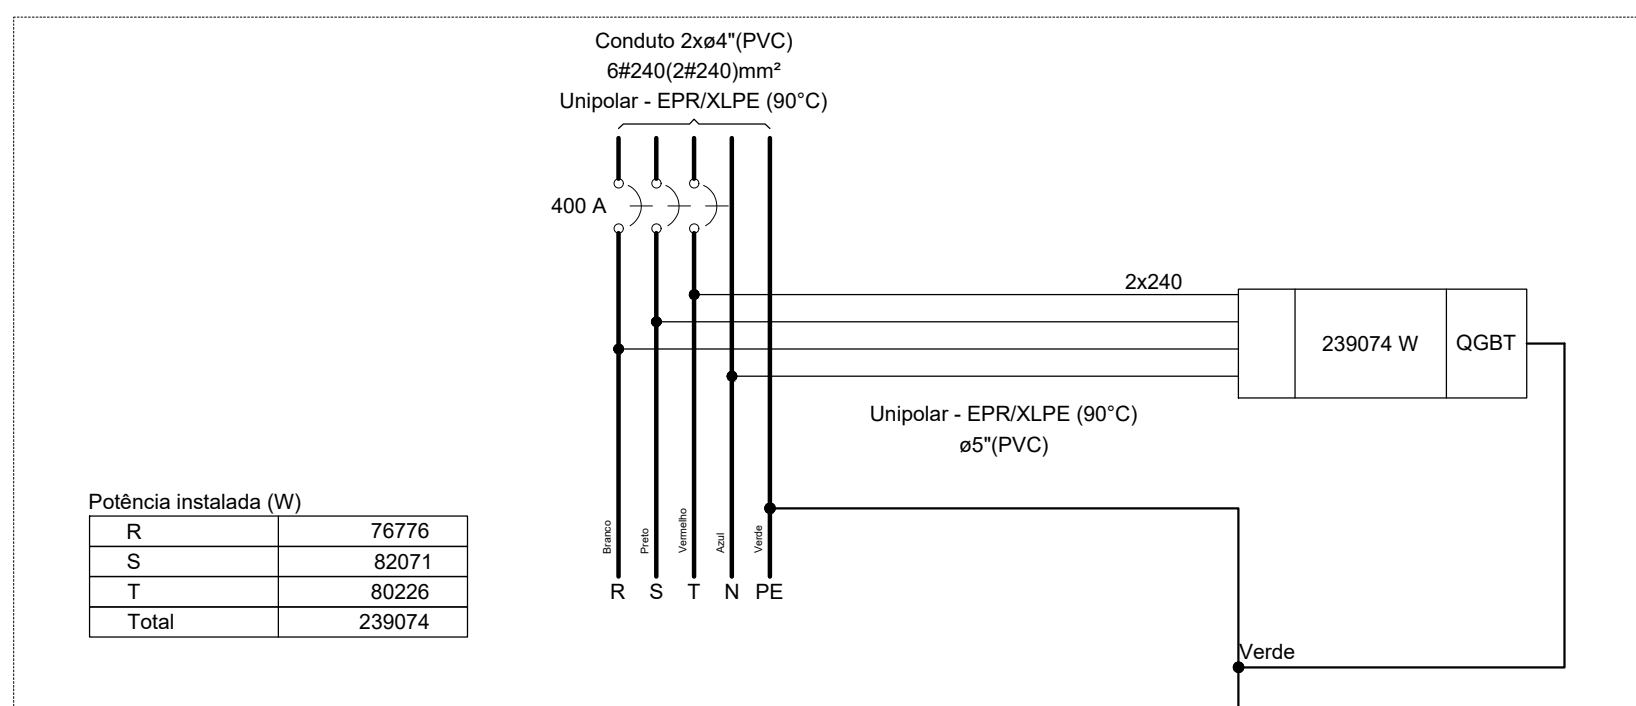 Conduto 2xø4"(PVC)
6#240(2#240)mm²
Unipolar - EPR/XLPE (90°C)
400 A
2x240
239074 W
QGBT
Unipolar - EPR/XLPE (90°C)
ø5"(PVC)
Potência instalada (W)
R 76776
S 82071
T 80226
Total 239074
Branco
Preto
Vermelho
Azul
Verde
R S T N PE
Verde